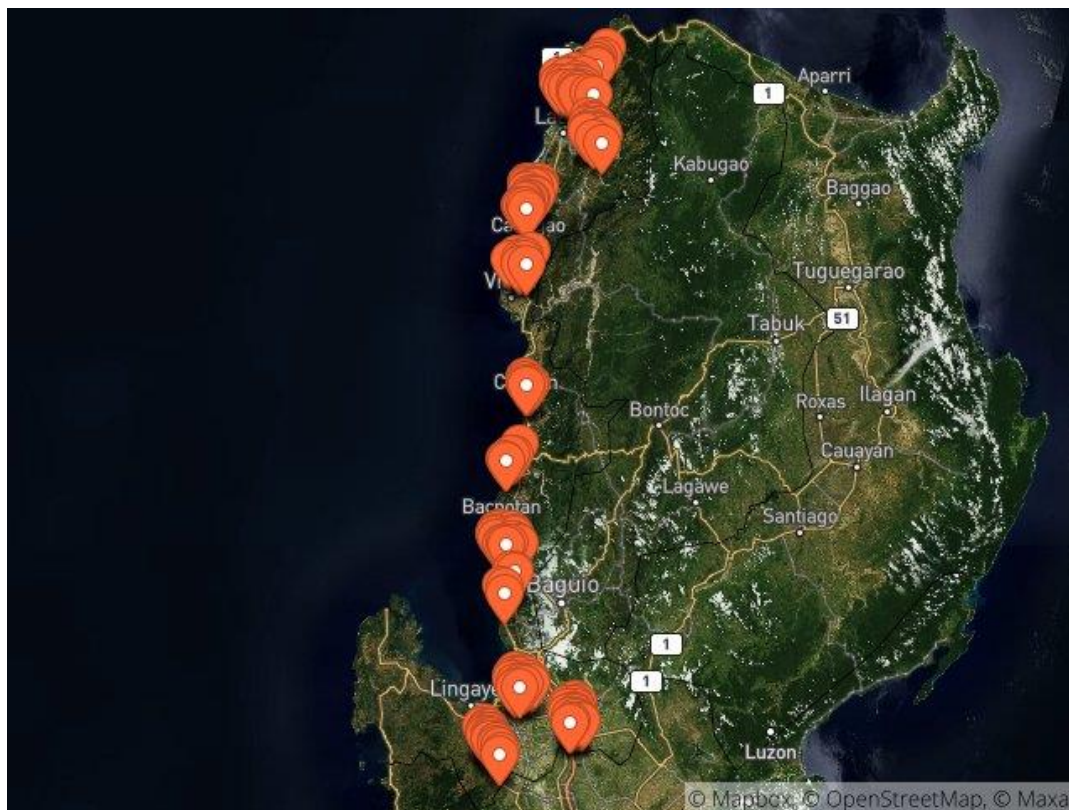 1
Aparri
1
Kabugao
Baggao
Tuguegarao
51
Tabuk
Roxas
Ilagan
Bontoc
Cauayan
Lagawe
Bacnotan
Santiago
Baguio
1
1
Luzon
© Mapbox, © OpenStreetMap, © Maxa